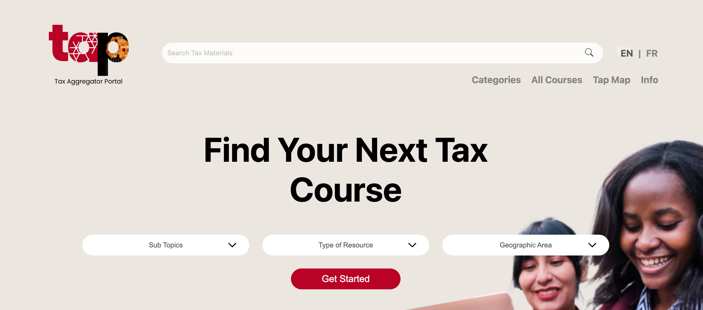 tap
Tax Aggregator Portal
Search Tax Materials
EN | FR
Categories All Courses Tap Map Info
Find Your Next Tax
Course
Sub Topics Type of Resource Geographic Area
Get Started